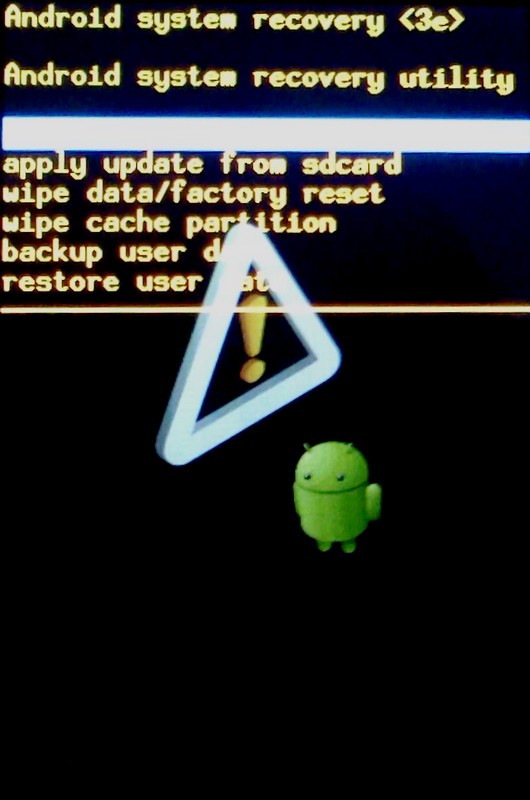 Android system recovery <3e>
Android system recovery utility
apply update from sdcard
wipe data/factory reset
wipe cache partition
backup user
restore user